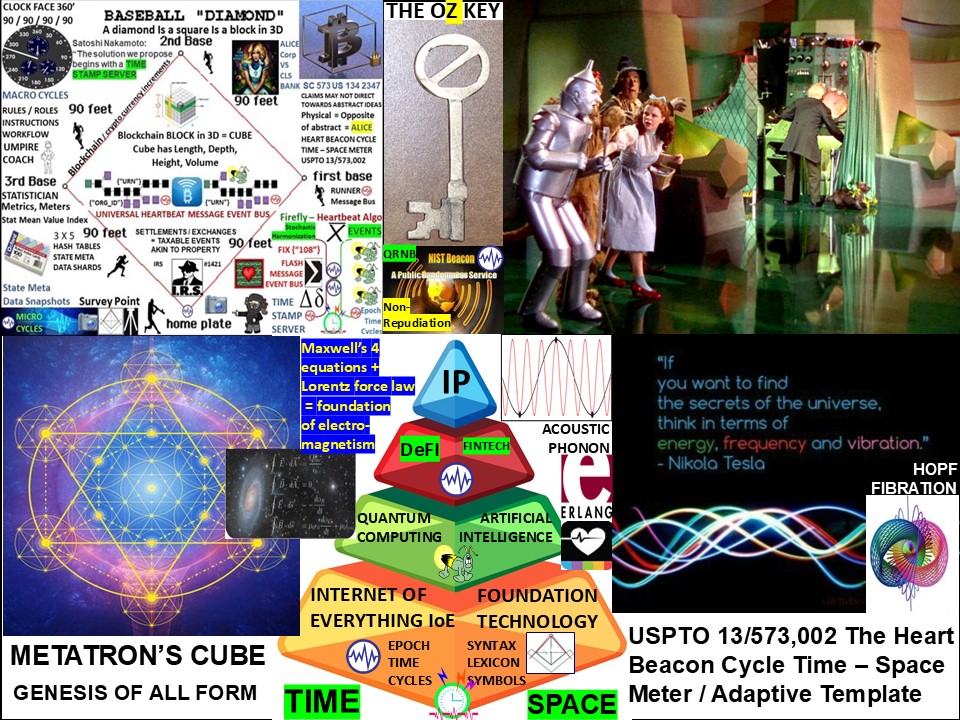 CLOCK FACE 360'
90 / 90 / 90 / 90
BASEBALL "DIAMOND"
A diamond Is a square Is a block in 3D
2nd Base
Satoshi Nakamoto:
"The solution we propose
begins with a TIME
STAMP SERVER
ALICE
Corp
VS
CLS
BANK SC 573 US 134 2347
CLAIMS MAY NOT DIRECT
TOWARDS ABSTRACT IDEAS
Physical = Opposite
of abstract = ALICE
HEART BEACON CYCLE
TIME – SPACE METER
USPTO 13/573,002
90 feet
MACRO CYCLES
RULES / ROLES
INSTRUCTIONS
WORKFLOW
UMPIRE
COACH
90 feet
Blockchain / crypto currency increments
Blockchain BLOCK in 3D = CUBE
Cube has Length, Depth,
Height, Volume
3rd Base
STATISTICIAN
Metrics, Meters
Stat Mean Value Index
first base
RUNNER
Message Bus
("URN")
("ORG_ID")
("URN")
UNIVERSAL HEARTBEAT MESSAGE EVENT BUS
Firefly – Heartbeat Algo
Stochastic
Harmonization
EVENTS
3 X 5
HASH TABLES
STATE META
DATA SHARDS
90 feet
SETTLEMENTS / EXCHANGES
= TAXABLE EVENTS
AKIN TO PROPERTY
90 feet
IRS
#1421
I.R.S.
FIX {"108"}
FLASH
MESSAGE
EVENT BUS
Δδ
TIME
STAMP
SERVER
Epoch
Time
Cycles
State Meta
Data Snapshots
Survey Point
home plate
MICRO
CYCLES
THE OZ KEY
QRNB
NIST Beacon
A Public Randomness Service
Non-
Repudiation
Maxwell's 4
equations +
Lorentz force law
= foundation
of electro-
magnetism
IP
DeFI
FINTECH
QUANTUM
COMPUTING
ARTIFICIAL
INTELLIGENCE
INTERNET OF
EVERYTHING IoE
FOUNDATION
TECHNOLOGY
EPOCH
TIME
CYCLES
SYNTAX
LEXICON
SYMBOLS
TIME
SPACE
ACOUSTIC
PHONON
e
ERLANG
"If
you want to find
the secrets of the universe,
think in terms of
energy, frequency and vibration."
- Nikola Tesla
HOPF
FIBRATION
METATRON'S CUBE
GENESIS OF ALL FORM
USPTO 13/573,002 The Heart
Beacon Cycle Time – Space
Meter / Adaptive Template